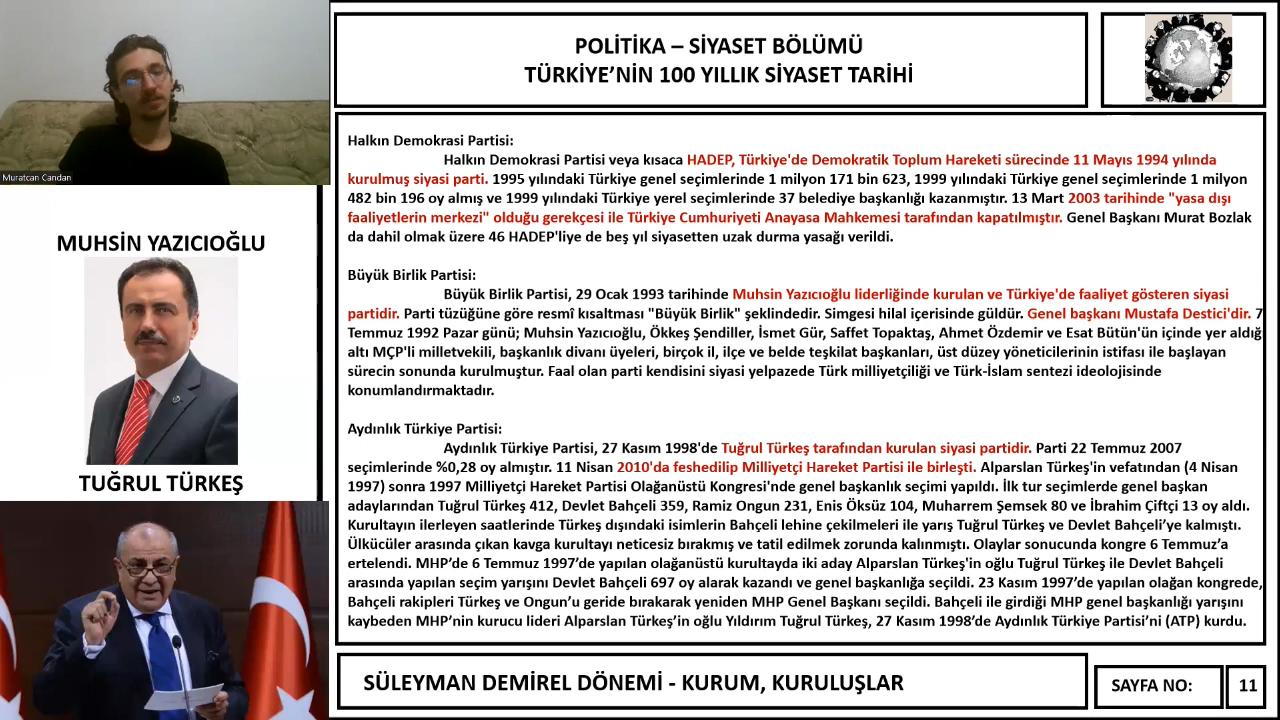 Muratcan Candan
MUHSİN YAZICIOĞLU
TUĞRUL TÜRKEŞ
POLİTİKA – SİYASET BÖLÜMÜ
TÜRKİYE’NİN 100 YILLIK SİYASET TARİHİ
Halkın Demokrasi Partisi:
Halkın Demokrasi Partisi veya kısaca HADEP, Türkiye'de Demokratik Toplum Hareketi sürecinde 11 Mayıs 1994 yılında
kurulmuş siyasi parti. 1995 yılındaki Türkiye genel seçimlerinde 1 milyon 171 bin 623, 1999 yılındaki Türkiye genel seçimlerinde 1 milyon
482 bin 196 oy almış ve 1999 yılındaki Türkiye yerel seçimlerinde 37 belediye başkanlığı kazanmıştır. 13 Mart 2003 tarihinde "yasa dışı
faaliyetlerin merkezi" olduğu gerekçesi ile Türkiye Cumhuriyeti Anayasa Mahkemesi tarafından kapatılmıştır. Genel Başkanı Murat Bozlak
da dahil olmak üzere 46 HADEP'liye de beş yıl siyasetten uzak durma yasağı verildi.
Büyük Birlik Partisi:
Büyük Birlik Partisi, 29 Ocak 1993 tarihinde Muhsin Yazıcıoğlu liderliğinde kurulan ve Türkiye'de faaliyet gösteren siyasi
partidir. Parti tüzüğüne göre resmî kısaltması "Büyük Birlik" şeklindedir. Simgesi hilal içerisinde güldür. Genel başkanı Mustafa Destici'dir. 7
Temmuz 1992 Pazar günü; Muhsin Yazıcıoğlu, Ökkeş Şendiller, İsmet Gür, Saffet Topaktaş, Ahmet Özdemir ve Esat Bütün'ün içinde yer aldığı
altı MÇP'li milletvekili, başkanlık divanı üyeleri, birçok il, ilçe ve belde teşkilat başkanları, üst düzey yöneticilerinin istifası ile başlayan
sürecin sonunda kurulmuştur. Faal olan parti kendisini siyasi yelpazede Türk milliyetçiliği ve Türk-İslam sentezi ideolojisinde
konumlandırmaktadır.
Aydınlık Türkiye Partisi:
Aydınlık Türkiye Partisi, 27 Kasım 1998'de Tuğrul Türkeş tarafından kurulan siyasi partidir. Parti 22 Temmuz 2007
seçimlerinde %0,28 oy almıştır. 11 Nisan 2010'da feshedilip Milliyetçi Hareket Partisi ile birleşti. Alparslan Türkeş'in vefatından (4 Nisan
1997) sonra 1997 Milliyetçi Hareket Partisi Olağanüstü Kongresi'nde genel başkanlık seçimi yapıldı. İlk tur seçimlerde genel başkan
adaylarından Tuğrul Türkeş 412, Devlet Bahçeli 359, Ramiz Ongun 231, Enis Öksüz 104, Muharrem Şemsek 80 ve İbrahim Çiftçi 13 oy aldı.
Kurultayın ilerleyen saatlerinde Türkeş dışındaki isimlerin Bahçeli lehine çekilmeleri ile yarış Tuğrul Türkeş ve Devlet Bahçeli’ye kalmıştı.
Ülkücüler arasında çıkan kavga kurultayı neticesiz bırakmış ve tatil edilmek zorunda kalınmıştı. Olaylar sonucunda kongre 6 Temmuz’a
ertelendi. MHP’de 6 Temmuz 1997’de yapılan olağanüstü kurultayda iki aday Alparslan Türkeş'in oğlu Tuğrul Türkeş ile Devlet Bahçeli
arasında yapılan seçim yarışını Devlet Bahçeli 697 oy alarak kazandı ve genel başkanlığa seçildi. 23 Kasım 1997’de yapılan olağan kongrede,
Bahçeli rakipleri Türkeş ve Ongun’u geride bırakarak yeniden MHP Genel Başkanı seçildi. Bahçeli ile girdiği MHP genel başkanlığı yarışını
kaybeden MHP’nin kurucu lideri Alparslan Türkeş’in oğlu Yıldırım Tuğrul Türkeş, 27 Kasım 1998’de Aydınlık Türkiye Partisi’ni (ATP) kurdu.
SÜLEYMAN DEMİREL DÖNEMİ - KURUM, KURULUŞLAR
SAYFA NO:
11